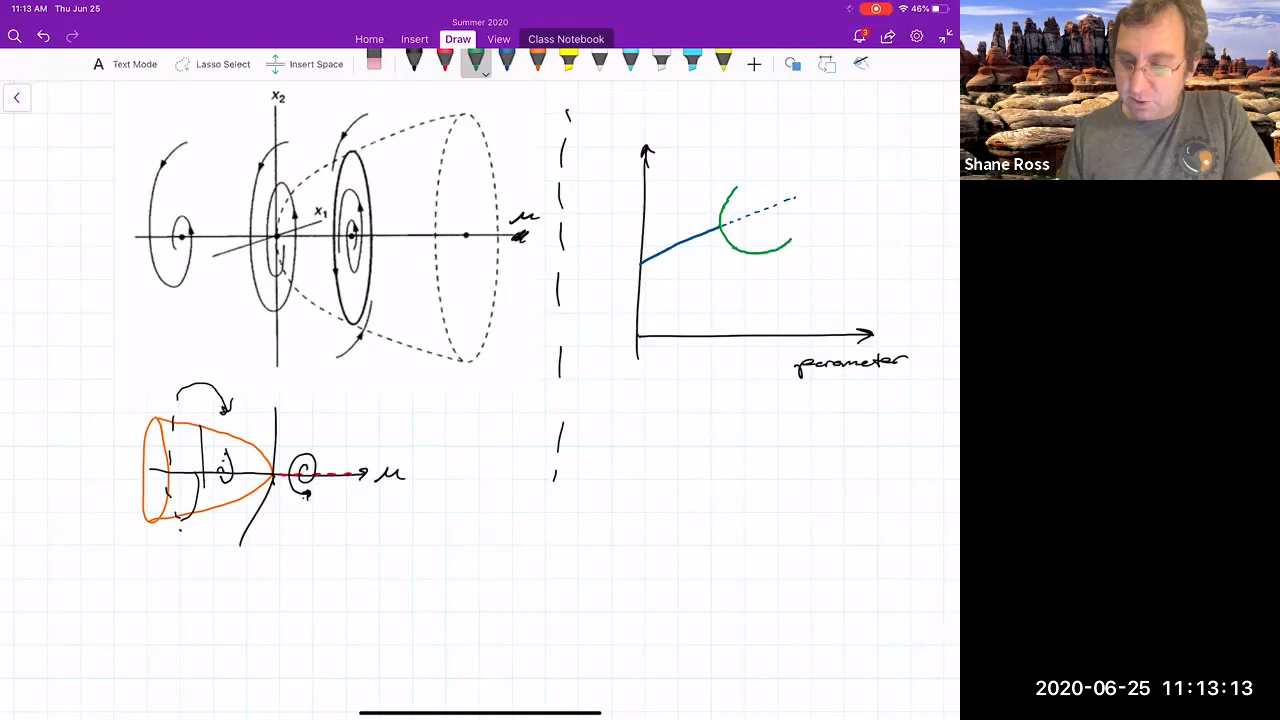 11:13 AM Thu Jun 25
46%
Summer 2020
Home Insert Draw View Class Notebook
3
A Text Mode Lasso Select Insert Space
x₂
x₁
μ
parameter
μ
Shane Ross
2020-06-25 11:13:13